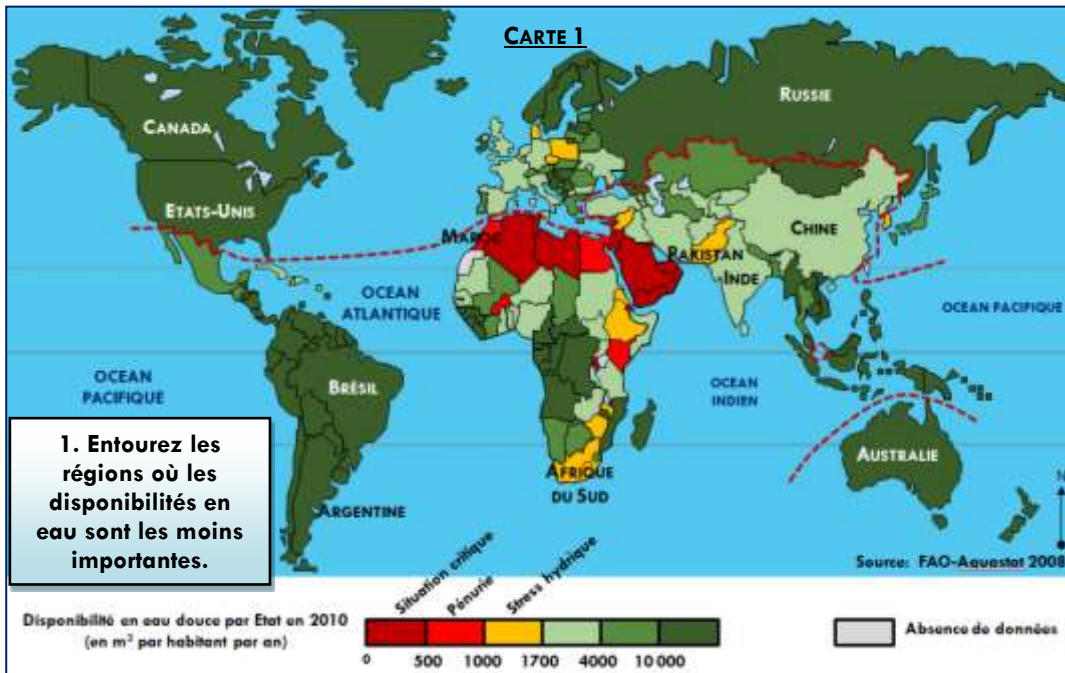 CARTE 1
RUSSIE
CANADA
ETATS-UNIS
MAROC
CHINE
PAKISTAN
INDE
OCEAN
ATLANTIQUE
OCEAN PACIFIQUE
OCEAN
PACIFIQUE
BRÉSIL
OCEAN
INDIEN
AUSTRALIE
AFRIQUE
DU SUD
ARGENTINE
1. Entourez les
régions où les
disponibilités en
eau sont les moins
importantes.
N
Source: FAO-Aquastat 2008
Situation critique
Pénurie
Stress hydrique
Disponibilité en eau douce par Etat en 2010
(en m³ par habitant par an)
0 500 1000 1700 4000 10 000
Absence de données